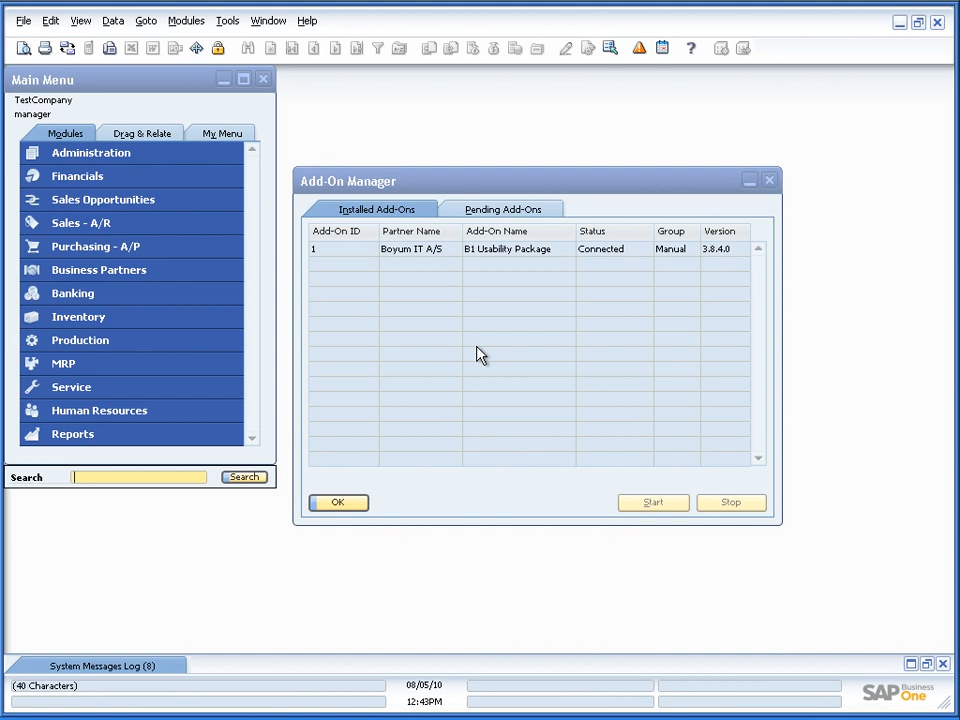 File Edit View Data Goto Modules Tools Window Help
Main Menu
TestCompany
manager
Modules Drag & Relate My Menu
Administration
Financials
Sales Opportunities
Sales - A/R
Purchasing - A/P
Business Partners
Banking
Inventory
Production
MRP
Service
Human Resources
Reports
Search Search
Add-On Manager
Installed Add-Ons Pending Add-Ons
Add-On ID Partner Name Add-On Name Status Group Version
1 Boyum IT A/S B1 Usability Package Connected Manual 3.8.4.0
OK Start Stop
System Messages Log (8)
(40 Characters) 08/05/10
12:43PM
SAP Business One